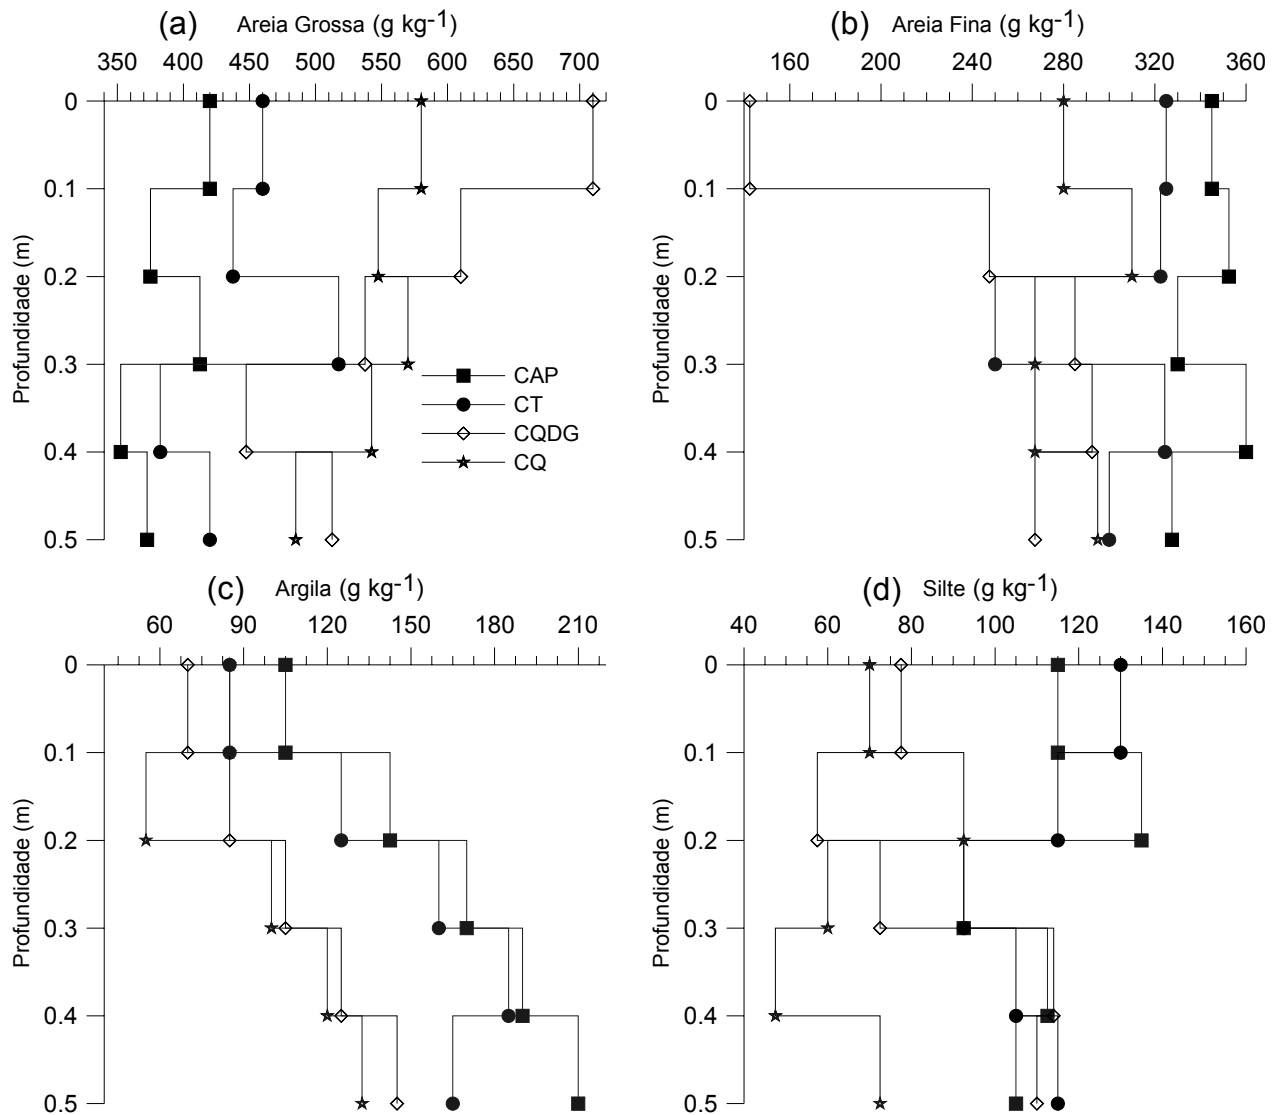 (a) Areia Grossa (g kg-1)
350 400 450 500 550 600 650 700
0
0.1
0.2
0.3
0.4
0.5
Profundidade (m)
CAP
CT
CQDG
CQ
(b) Areia Fina (g kg-1)
160 200 240 280 320 360
0
0.1
0.2
0.3
0.4
0.5
Profundidade (m)
(c) Argila (g kg-1)
60 90 120 150 180 210
0
0.1
0.2
0.3
0.4
0.5
Profundidade (m)
(d) Silte (g kg-1)
40 60 80 100 120 140 160
0
0.1
0.2
0.3
0.4
0.5
Profundidade (m)